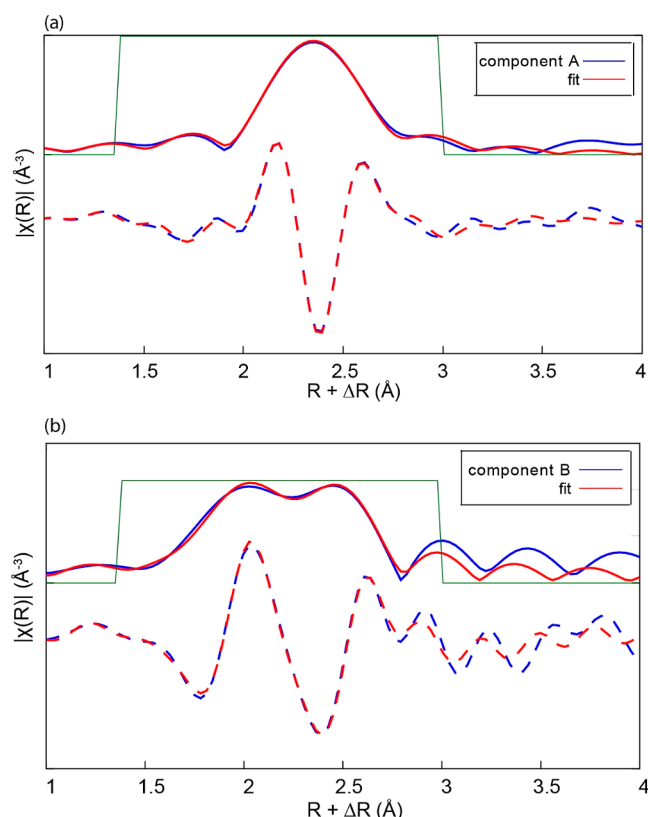 (a)
component A
fit
|χ(R)| (Å⁻³)
1 1.5 2 2.5 3 3.5 4
R + ΔR (Å)
(b)
component B
fit
|χ(R)| (Å⁻³)
1 1.5 2 2.5 3 3.5 4
R + ΔR (Å)